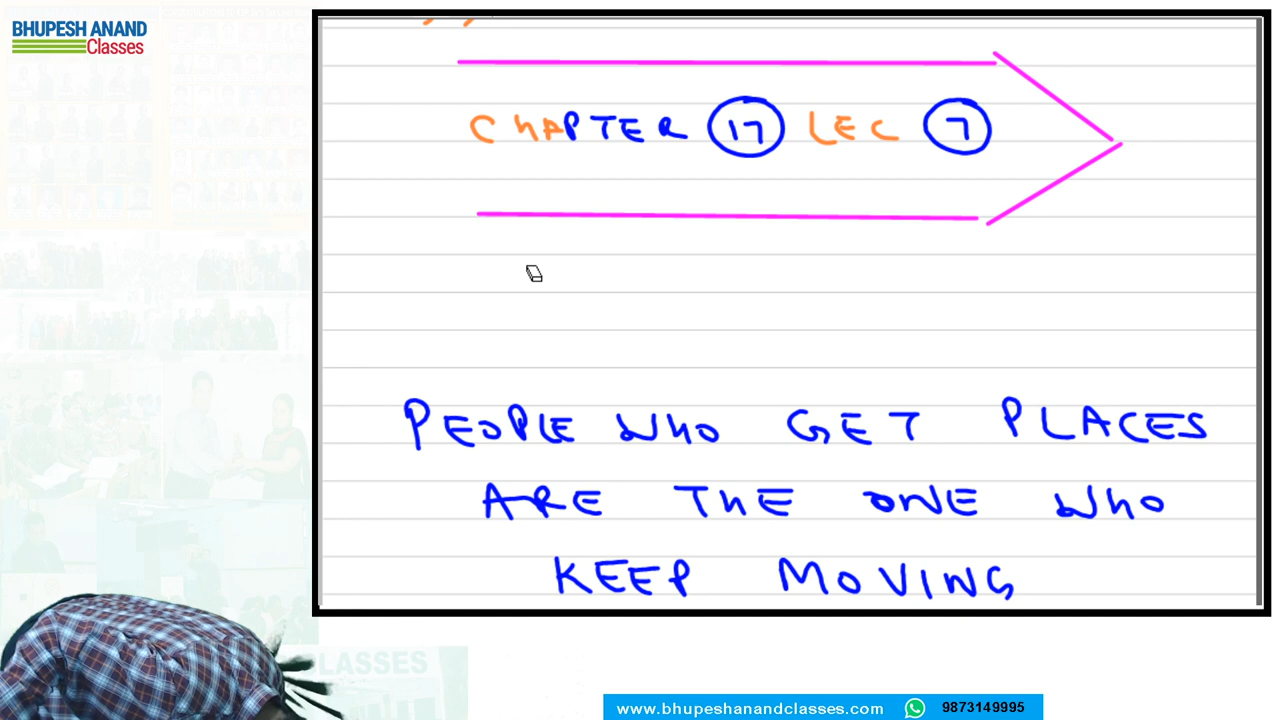 BHUPESH ANAND
Classes
CHAPTER 17 LEC 7
PEOPLE WHO GET PLACES
ARE THE ONE WHO
KEEP MOVING
CLASSES
www.bhupeshanandclasses.com 9873149995